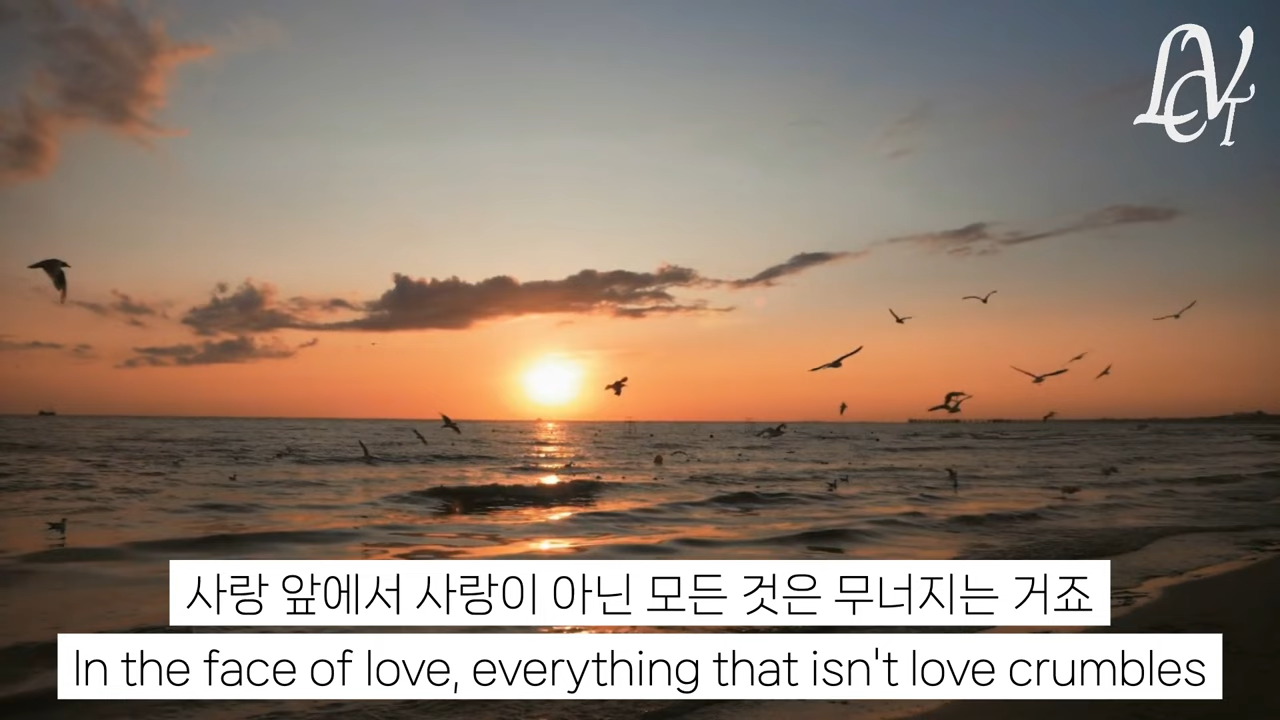 사랑 앞에서 사랑이 아닌 모든 것은 무너지는 거죠
In the face of love, everything that isn't love crumbles